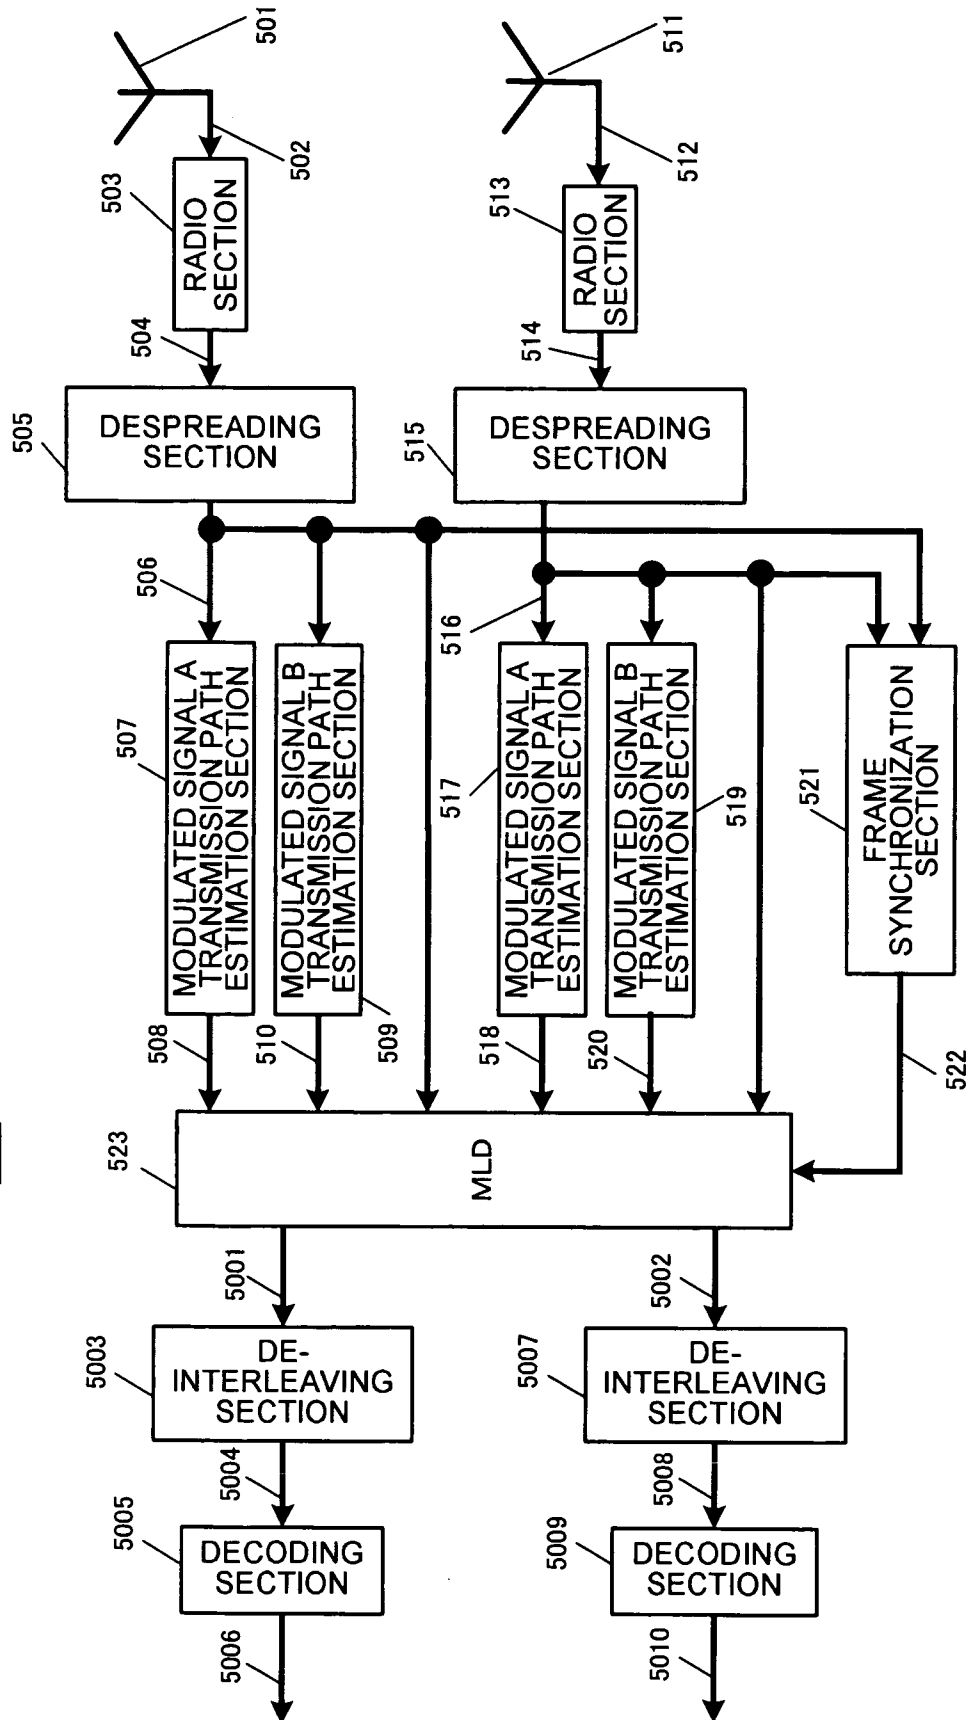 501
502
503
RADIO
SECTION
504
505
DESPREADING
SECTION
506
507
MODULATED SIGNAL A
TRANSMISSION PATH
ESTIMATION SECTION
508
MODULATED SIGNAL B
TRANSMISSION PATH
ESTIMATION SECTION
509
510
511
512
513
RADIO
SECTION
514
515
DESPREADING
SECTION
516
517
MODULATED SIGNAL A
TRANSMISSION PATH
ESTIMATION SECTION
518
MODULATED SIGNAL B
TRANSMISSION PATH
ESTIMATION SECTION
519
520
521
FRAME
SYNCHRONIZATION
SECTION
522
523
MLD
5001
5002
5003
DE-
INTERLEAVING
SECTION
5004
5005
DECODING
SECTION
5006
5007
DE-
INTERLEAVING
SECTION
5008
5009
DECODING
SECTION
5010